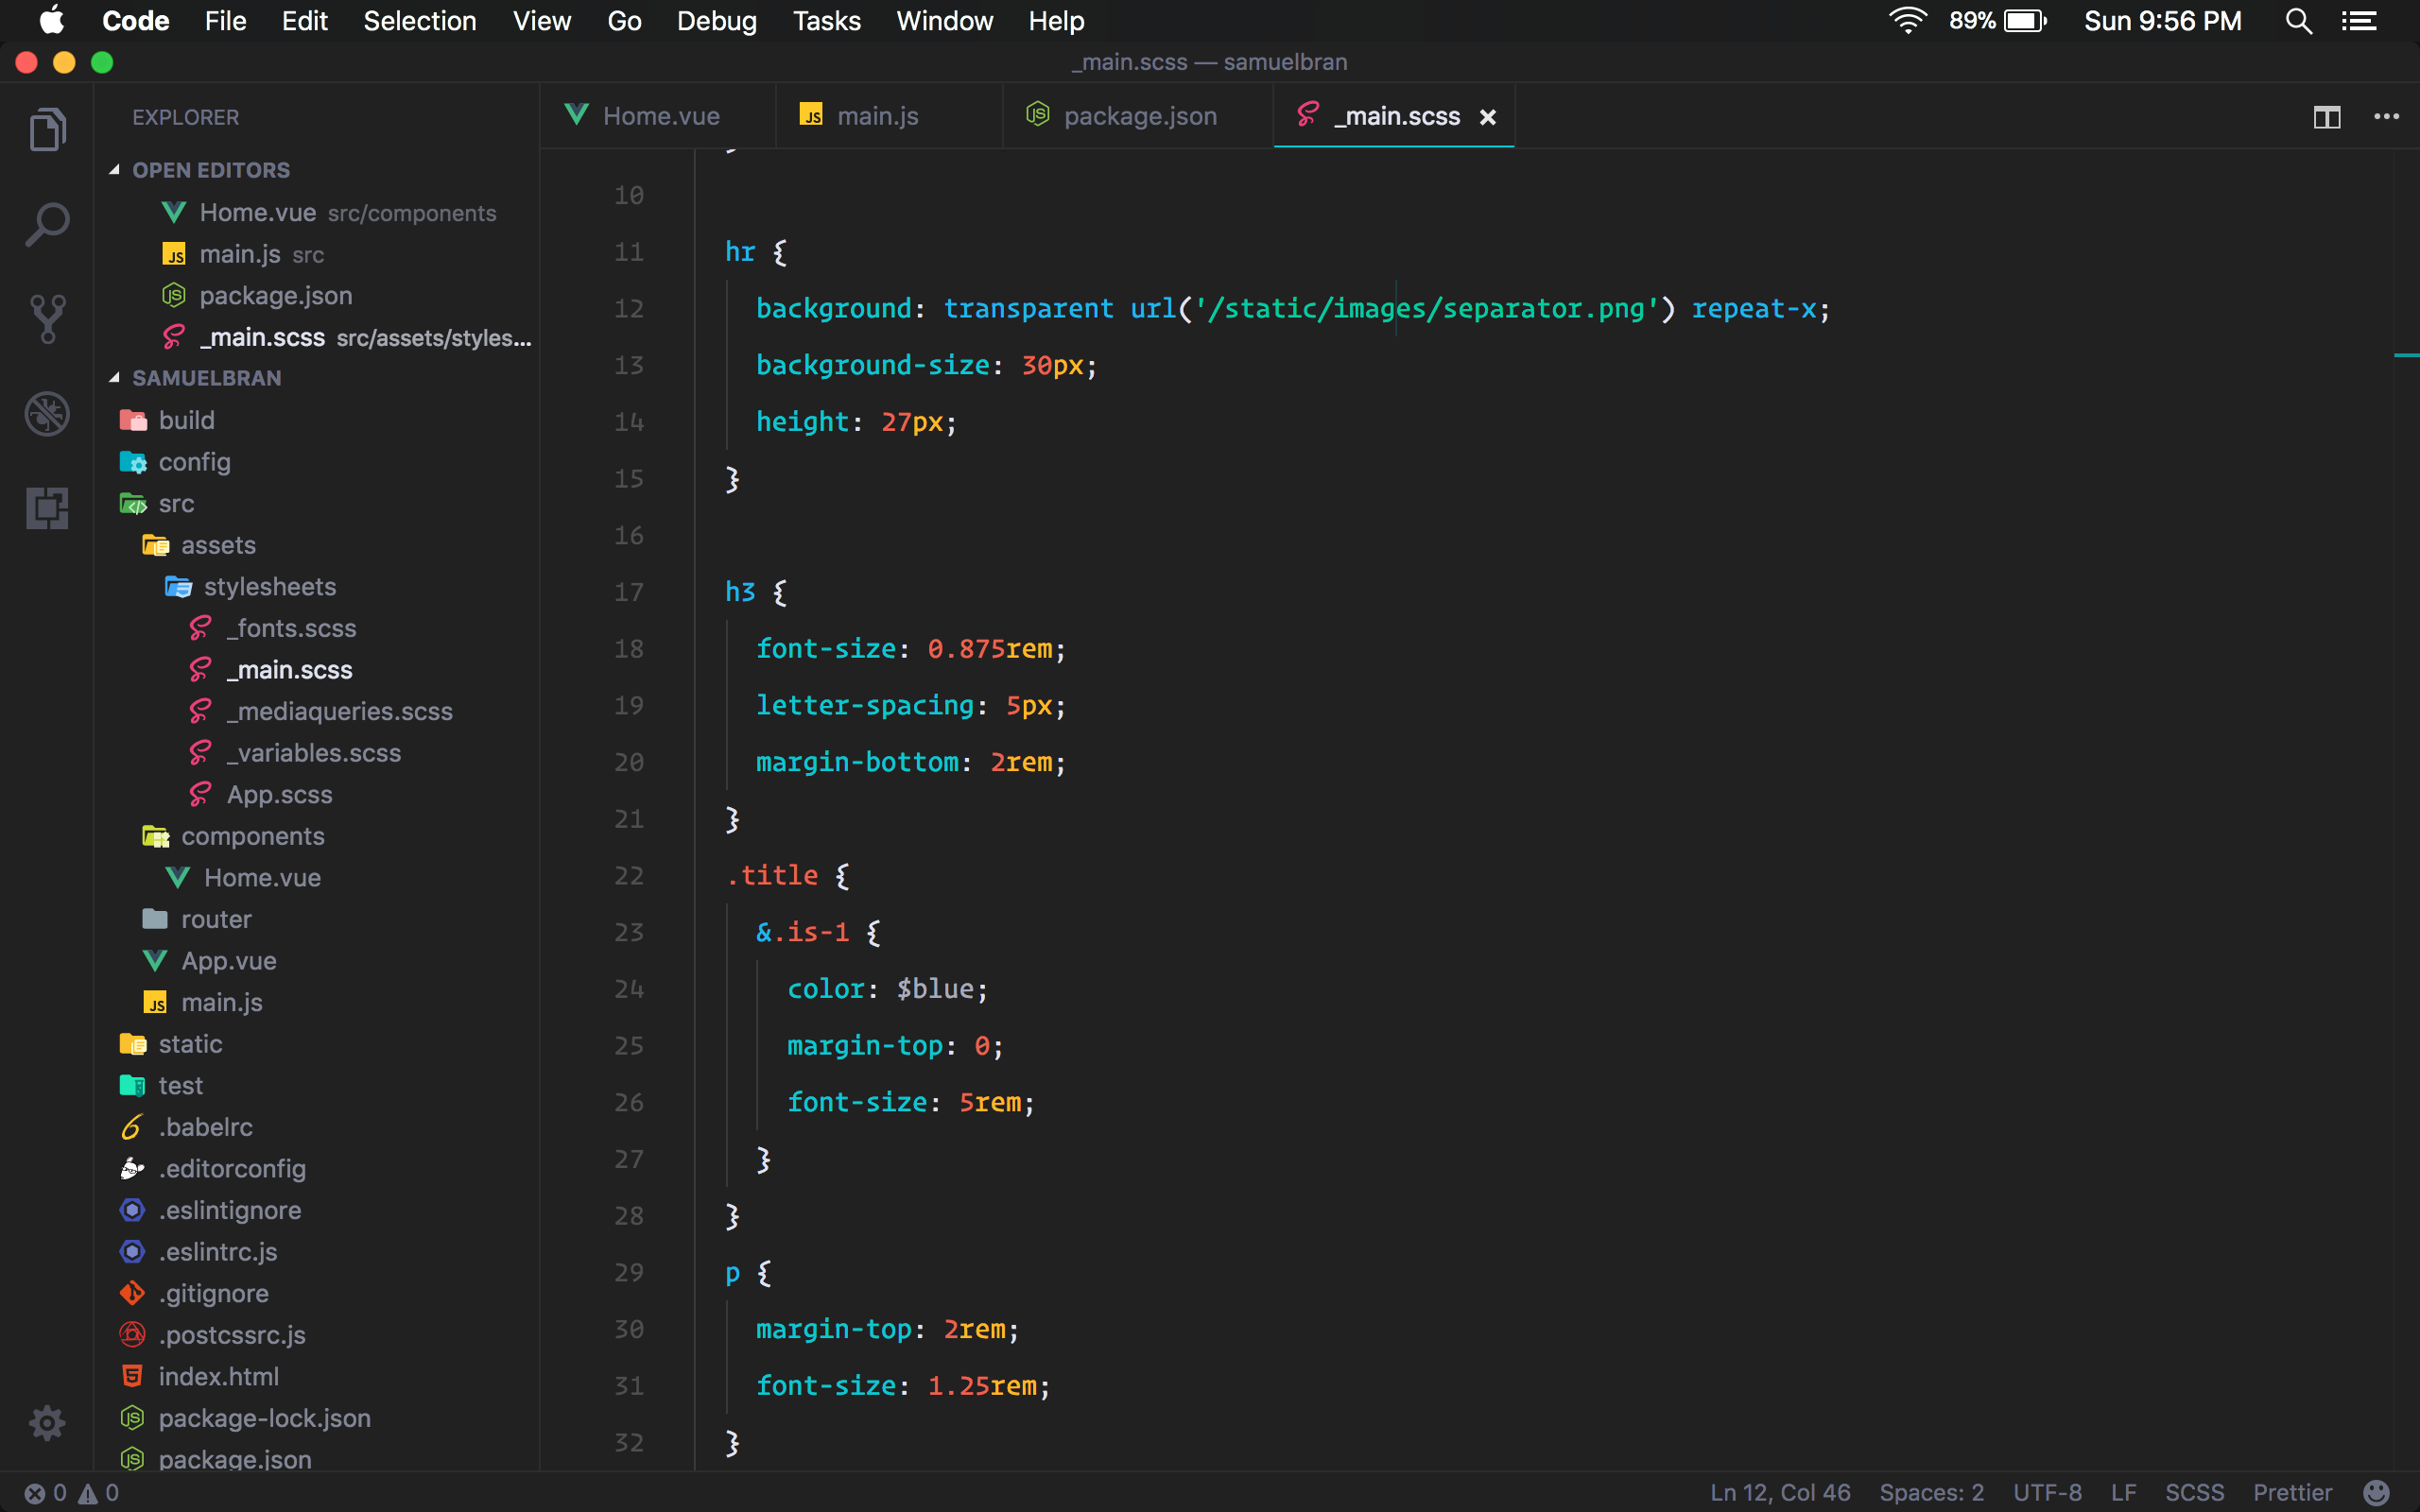 Code File Edit Selection View Go Debug Tasks Window Help 89% Sun 9:56 PM
_main.scss — samuelbran
EXPLORER
OPEN EDITORS
Home.vue src/components
main.js src
package.json
_main.scss src/assets/styles...
SAMUELBRAN
build
config
src
assets
stylesheets
_fonts.scss
_main.scss
_mediaqueries.scss
_variables.scss
App.scss
components
Home.vue
router
App.vue
main.js
static
test
.babelrc
.editorconfig
.eslintignore
.eslintrc.js
.gitignore
.postcssrc.js
index.html
package-lock.json
package.json
Home.vue main.js package.json _main.scss
10
11 hr {
12 background: transparent url('/static/images/separator.png') repeat-x;
13 background-size: 30px;
14 height: 27px;
15 }
16
17 h3 {
18 font-size: 0.875rem;
19 letter-spacing: 5px;
20 margin-bottom: 2rem;
21 }
22 .title {
23 &.is-1 {
24 color: $blue;
25 margin-top: 0;
26 font-size: 5rem;
27 }
28 }
29 p {
30 margin-top: 2rem;
31 font-size: 1.25rem;
32 }
0 0 Ln 12, Col 46 Spaces: 2 UTF-8 LF SCSS Prettier